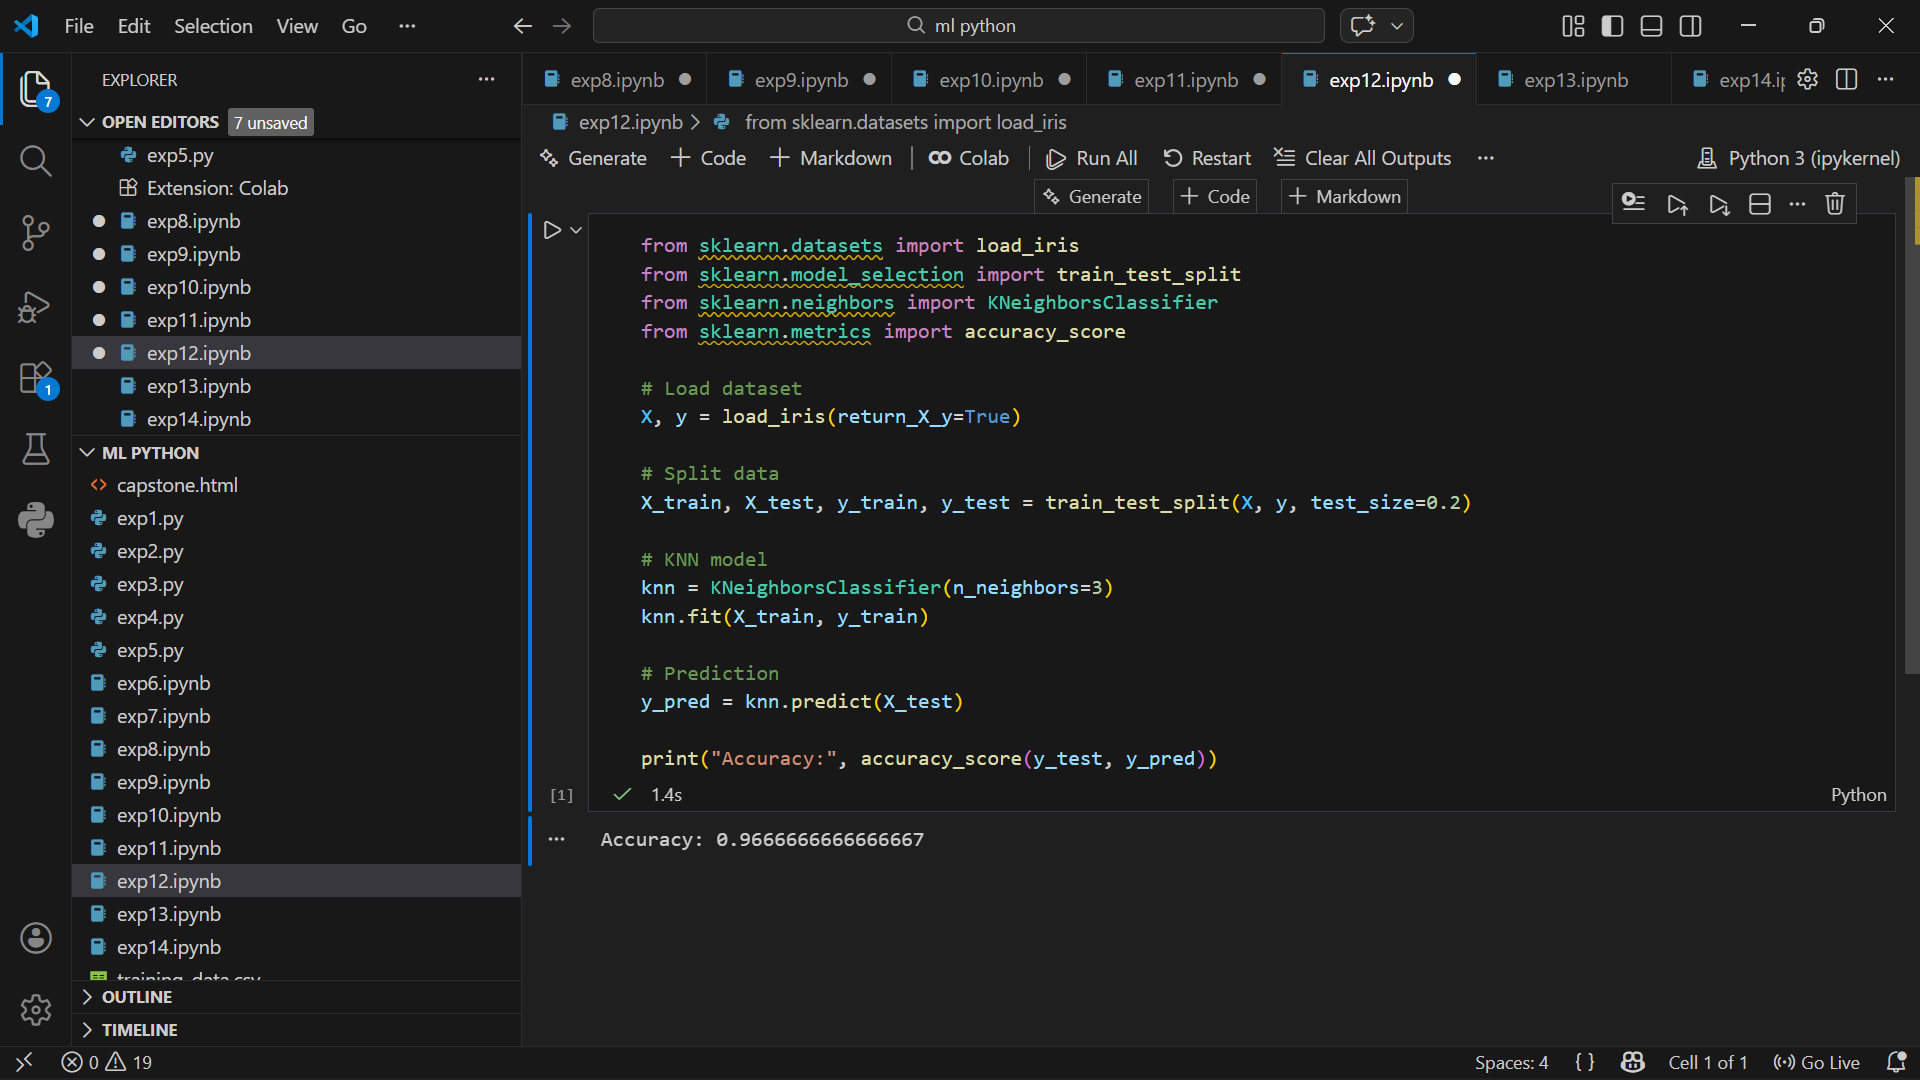 File Edit Selection View Go
ml python
EXPLORER
OPEN EDITORS 7 unsaved
exp5.py
Extension: Colab
exp8.ipynb
exp9.ipynb
exp10.ipynb
exp11.ipynb
exp12.ipynb
exp13.ipynb
exp14.ipynb
ML PYTHON
capstone.html
exp1.py
exp2.py
exp3.py
exp4.py
exp5.py
exp6.ipynb
exp7.ipynb
exp8.ipynb
exp9.ipynb
exp10.ipynb
exp11.ipynb
exp12.ipynb
exp13.ipynb
exp14.ipynb
training_data.csv
OUTLINE
TIMELINE
7
1
exp8.ipynb exp9.ipynb exp10.ipynb exp11.ipynb exp12.ipynb exp13.ipynb exp14.ip
exp12.ipynb > from sklearn.datasets import load_iris
Generate + Code + Markdown Colab Run All Restart Clear All Outputs Python 3 (ipykernel)
Generate + Code + Markdown
from sklearn.datasets import load_iris
from sklearn.model_selection import train_test_split
from sklearn.neighbors import KNeighborsClassifier
from sklearn.metrics import accuracy_score
# Load dataset
X, y = load_iris(return_X_y=True)
# Split data
X_train, X_test, y_train, y_test = train_test_split(X, y, test_size=0.2)
# KNN model
knn = KNeighborsClassifier(n_neighbors=3)
knn.fit(X_train, y_train)
# Prediction
y_pred = knn.predict(X_test)
print("Accuracy:", accuracy_score(y_test, y_pred))
[1] 1.4s Python
Accuracy: 0.9666666666666667
0 19 Spaces: 4 { } Cell 1 of 1 Go Live